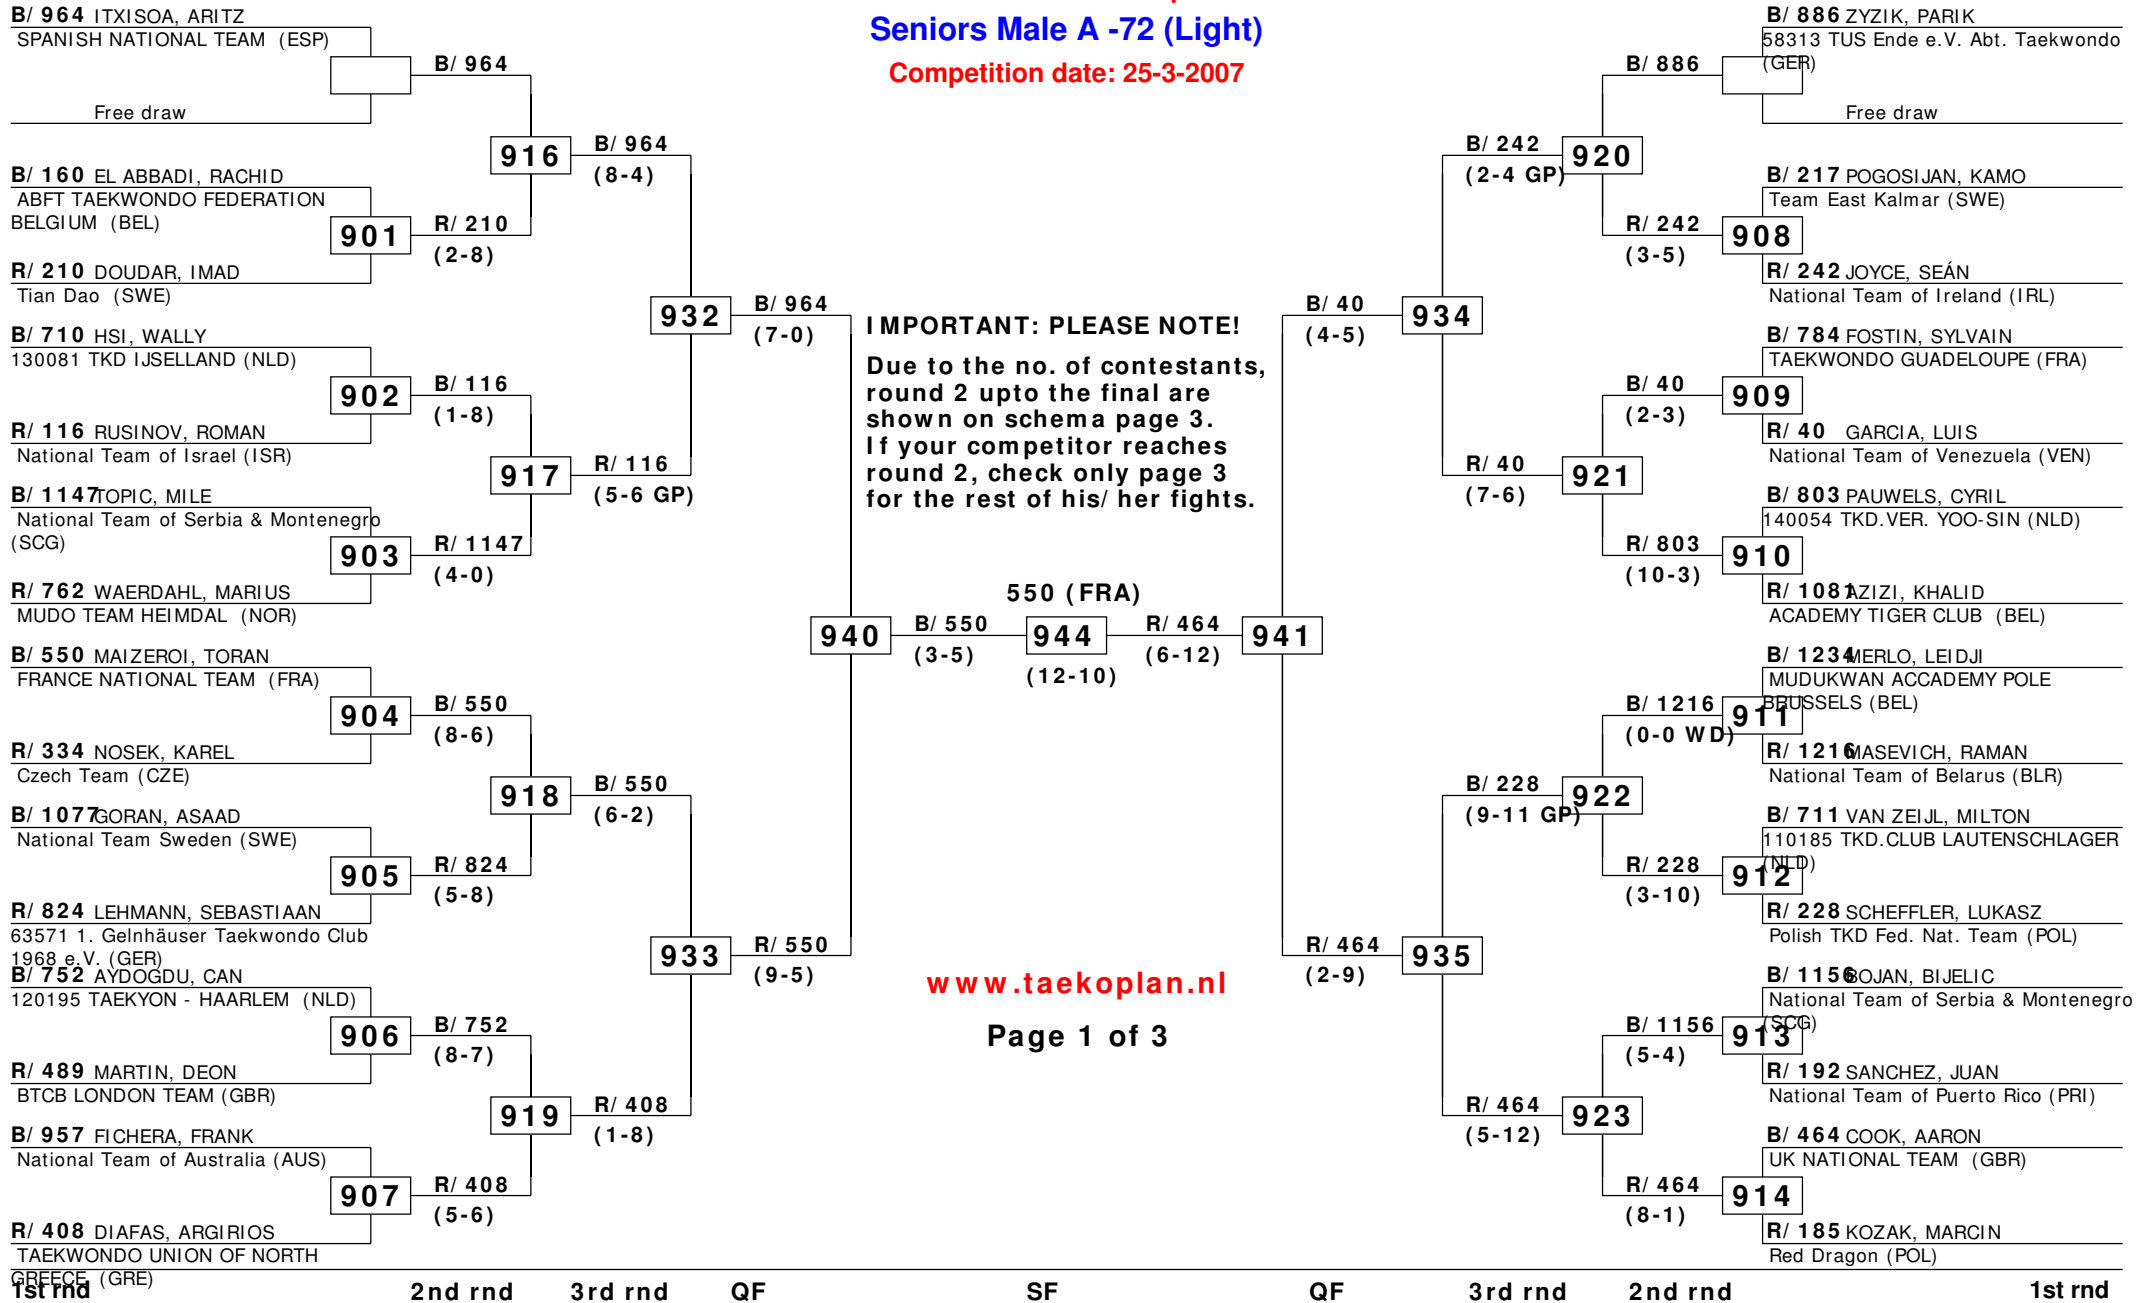 Seniors Male A -72 (Light)
Competition date: 25-3-2007
B/ 964 ITXISOA, ARITZ
SPANISH NATIONAL TEAM (ESP)
Free draw
B/ 160 EL ABBADI, RACHID
ABFT TAEKWONDO FEDERATION
BELGIUM (BEL)
901
R/ 210 DOUDAR, IMAD
Tian Dao (SWE)
B/ 710 HSI, WALLY
130081 TKD IJSELLAND (NLD)
902
R/ 116 RUSINOV, ROMAN
National Team of Israel (ISR)
B/ 1147 TOPIC, MILE
National Team of Serbia & Montenegro
(SCG)
903
R/ 762 WAERDAHL, MARIUS
MUDO TEAM HEIMDAL (NOR)
B/ 550 MAIZEROI, TORAN
FRANCE NATIONAL TEAM (FRA)
904
R/ 334 NOSEK, KAREL
Czech Team (CZE)
B/ 1077 GORAN, ASAAD
National Team Sweden (SWE)
905
R/ 824 LEHMANN, SEBASTIAAN
63571 1. Gelnhäuser Taekwondo Club
1968 e.V. (GER)
B/ 752 AYDOGDU, CAN
120195 TAEKYON - HAARLEM (NLD)
906
R/ 489 MARTIN, DEON
BTCB LONDON TEAM (GBR)
B/ 957 FICHERA, FRANK
National Team of Australia (AUS)
907
R/ 408 DIAFAS, ARGIRIOS
TAEKWONDO UNION OF NORTH
GREECE (GRE)
B/ 964
916
R/ 210
(2-8)
B/ 116
(1-8)
917
R/ 1147
(4-0)
B/ 550
(8-6)
918
R/ 824
(5-8)
B/ 752
(8-7)
919
R/ 408
(5-6)
B/ 964
(8-4)
932
R/ 116
(5-6 GP)
B/ 550
(6-2)
933
R/ 408
(1-8)
B/ 964
(7-0)
940
R/ 550
(9-5)
IMPORTANT: PLEASE NOTE!
Due to the no. of contestants,
round 2 upto the final are
shown on schema page 3.
If your competitor reaches
round 2, check only page 3
for the rest of his/ her fights.
550 (FRA)
B/ 550
(3-5)
944
(12-10)
R/ 464
(6-12)
941
www.taekoplan.nl
Page 1 of 3
B/ 40
(4-5)
934
R/ 464
(2-9)
935
B/ 242
(2-4 GP)
920
R/ 40
(7-6)
921
B/ 228
(9-11 GP)
922
R/ 464
(5-12)
923
B/ 886
R/ 242
(3-5)
B/ 40
(2-3)
R/ 803
(10-3)
B/ 1216
(0-0 WD)
R/ 228
(3-10)
B/ 1156
(5-4)
R/ 464
(8-1)
B/ 886 ZYZIK, PARIK
58313 TUS Ende e.V. Abt. Taekwondo
(GER)
Free draw
B/ 217 POGOSIJAN, KAMO
Team East Kalmar (SWE)
908
R/ 242 JOYCE, SEÁN
National Team of Ireland (IRL)
B/ 784 FOSTIN, SYLVAIN
TAEKWONDO GUADELOUPE (FRA)
909
R/ 40 GARCIA, LUIS
National Team of Venezuela (VEN)
B/ 803 PAUWELS, CYRIL
140054 TKD.VER. YOO-SIN (NLD)
910
R/ 1081 AZIZI, KHALID
ACADEMY TIGER CLUB (BEL)
B/ 1234 MERLO, LEIDJI
MUDUKWAN ACCADEMY POLE
BRUSSELS (BEL)
911
R/ 1216 MASEVICH, RAMAN
National Team of Belarus (BLR)
B/ 711 VAN ZEIJL, MILTON
110185 TKD.CLUB LAUTENSCHLAGER
(NLD)
912
R/ 228 SCHEFFLER, LUKASZ
Polish TKD Fed. Nat. Team (POL)
B/ 1156 BOJAN, BIJELIC
National Team of Serbia & Montenegro
(SCG)
913
R/ 192 SANCHEZ, JUAN
National Team of Puerto Rico (PRI)
B/ 464 COOK, AARON
UK NATIONAL TEAM (GBR)
914
R/ 185 KOZAK, MARCIN
Red Dragon (POL)
1st rnd 2nd rnd 3rd rnd QF SF QF 3rd rnd 2nd rnd 1st rnd